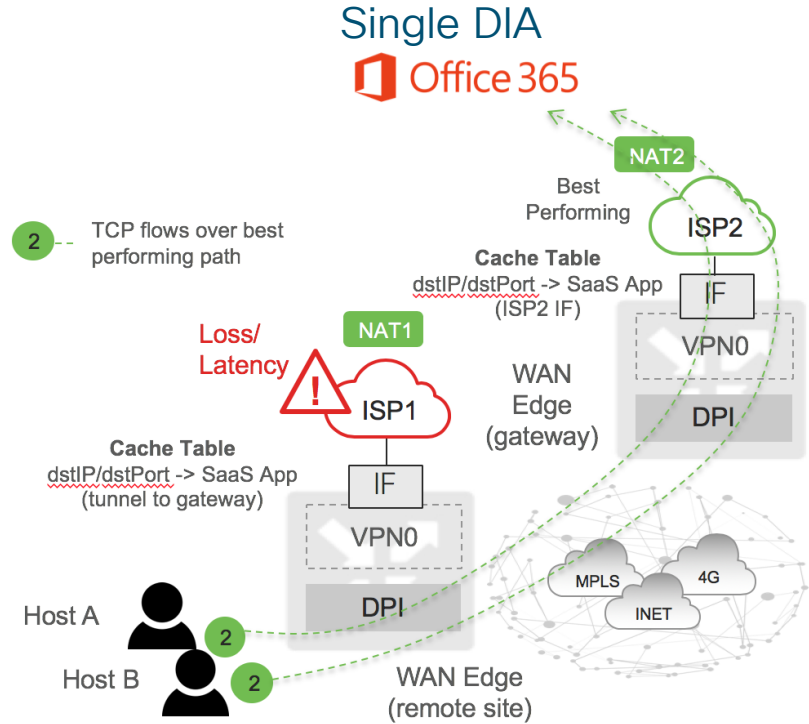 Single DIA
Office 365
NAT2
Best
Performing
ISP2
2
TCP flows over best
performing path
Cache Table
dstIP/dstPort -> SaaS App
(ISP2 IF)
IF
VPN0
WAN
Edge
(gateway)
DPI
NAT1
Loss/
Latency
!
ISP1
Cache Table
dstIP/dstPort -> SaaS App
(tunnel to gateway)
IF
VPN0
DPI
MPLS
4G
INET
Host A
2
Host B
2
WAN Edge
(remote site)